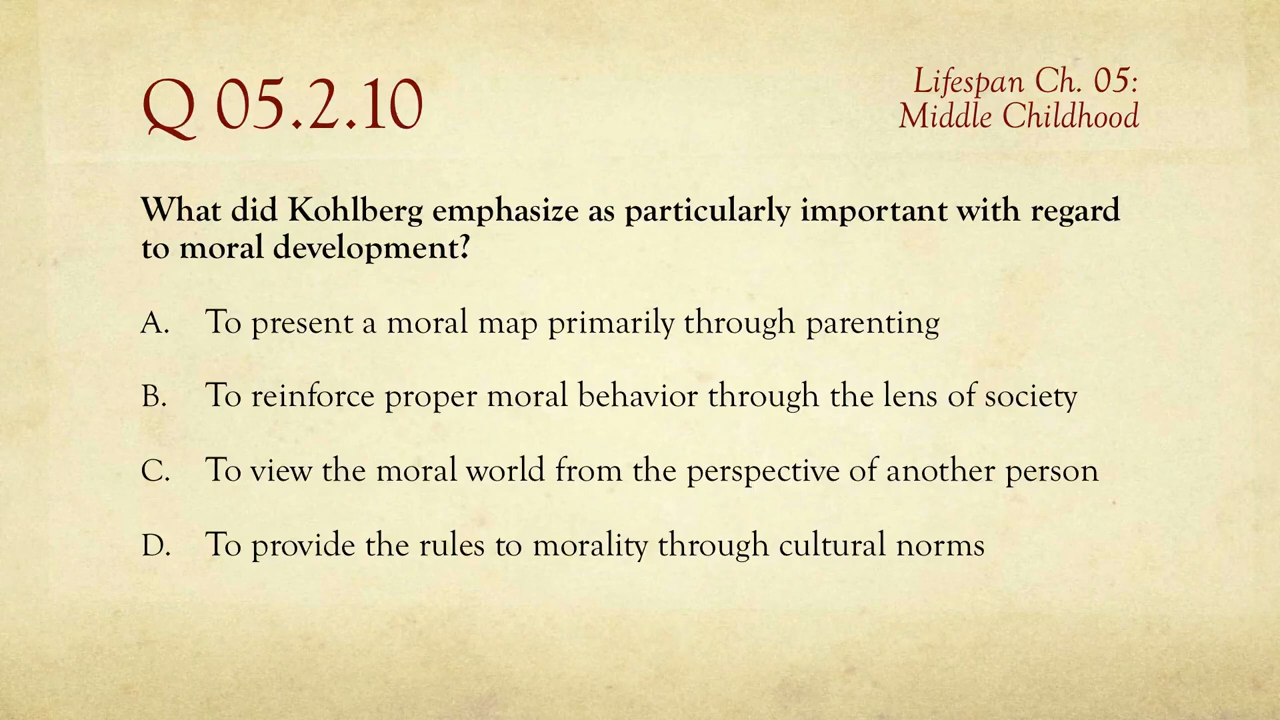 Q 05.2.10
Lifespan Ch. 05:
Middle Childhood
What did Kohlberg emphasize as particularly important with regard
to moral development?
A. To present a moral map primarily through parenting
B. To reinforce proper moral behavior through the lens of society
C. To view the moral world from the perspective of another person
D. To provide the rules to morality through cultural norms